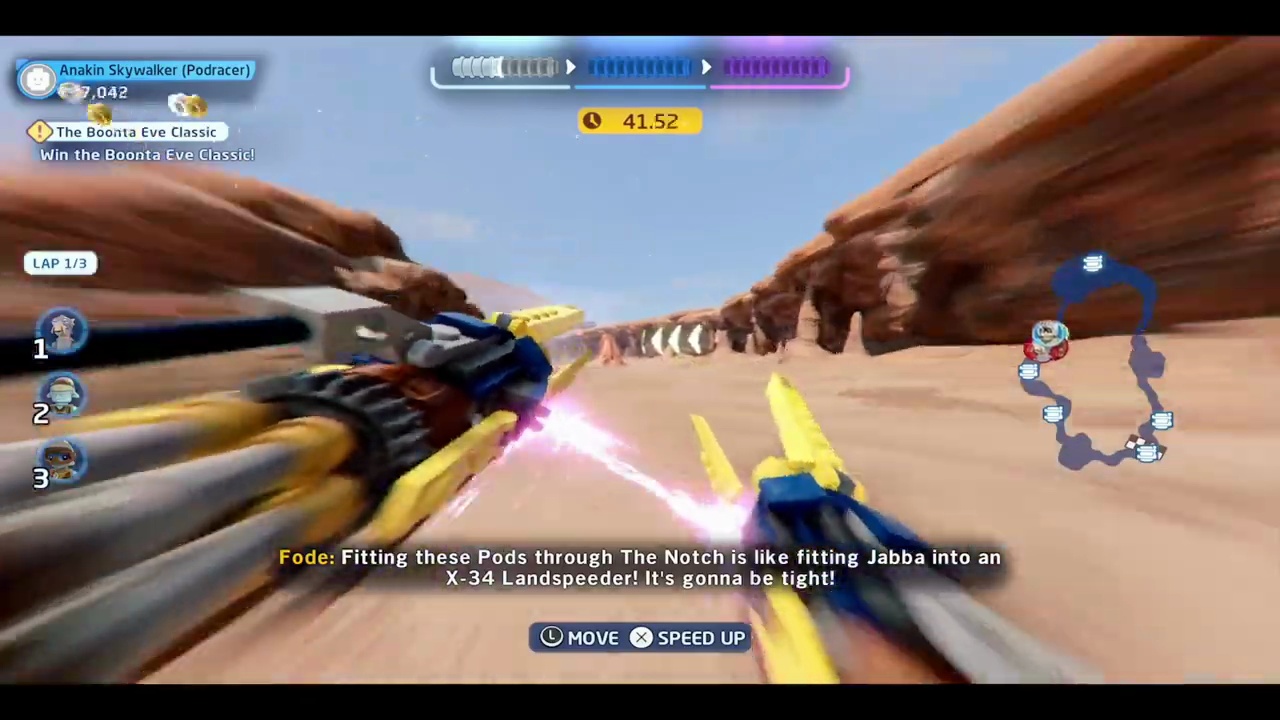 Anakin Skywalker (Podracer)
7,042
41.52
The Boonta Eve Classic
Win the Boonta Eve Classic!
LAP 1/3
1
2
3
Fode: Fitting these Pods through The Notch is like fitting Jabba into an
X-34 Landspeeder! It's gonna be tight!
L MOVE X SPEED UP